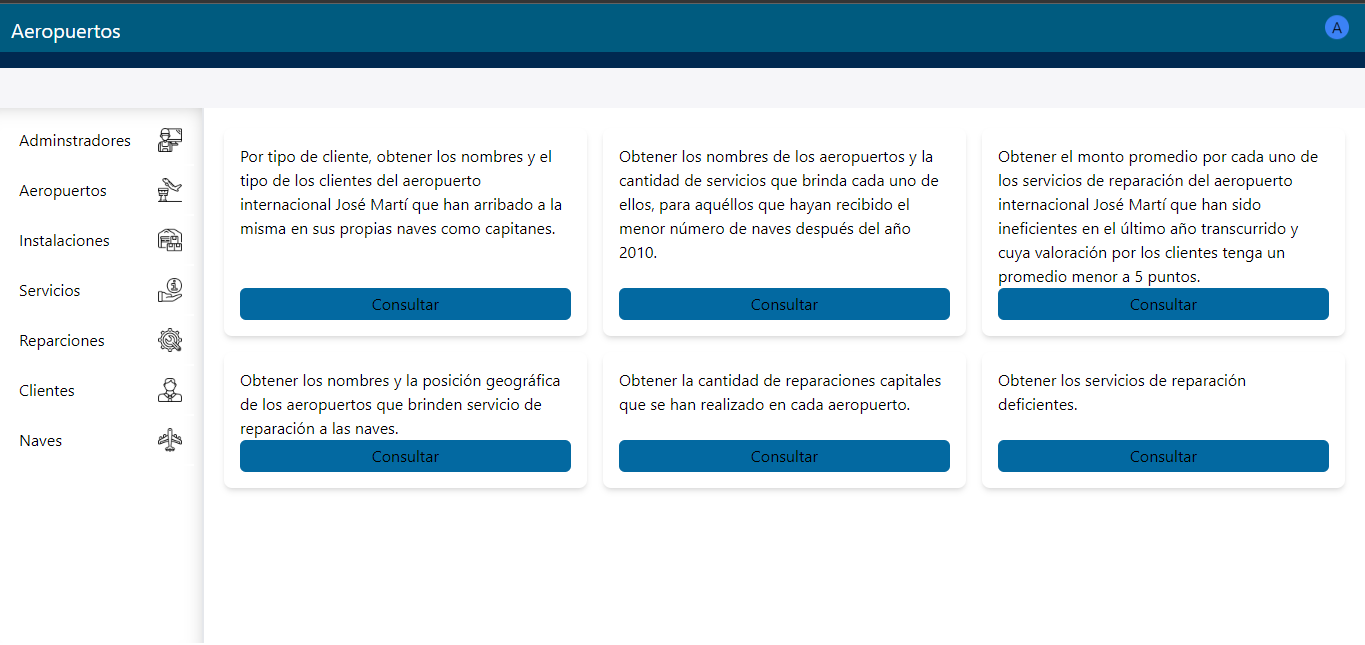 Aeropuertos
A
Adminstradores
Aeropuertos
Instalaciones
Servicios
Reparciones
Clientes
Naves
Por tipo de cliente, obtener los nombres y el
tipo de los clientes del aeropuerto
internacional José Martí que han arribado a la
misma en sus propias naves como capitanes.
Consultar
Obtener los nombres de los aeropuertos y la
cantidad de servicios que brinda cada uno de
ellos, para aquéllos que hayan recibido el
menor número de naves después del año
2010.
Consultar
Obtener el monto promedio por cada uno de
los servicios de reparación del aeropuerto
internacional José Martí que han sido
ineficientes en el último año transcurrido y
cuya valoración por los clientes tenga un
promedio menor a 5 puntos.
Consultar
Obtener los nombres y la posición geográfica
de los aeropuertos que brinden servicio de
reparación a las naves.
Consultar
Obtener la cantidad de reparaciones capitales
que se han realizado en cada aeropuerto.
Consultar
Obtener los servicios de reparación
deficientes.
Consultar